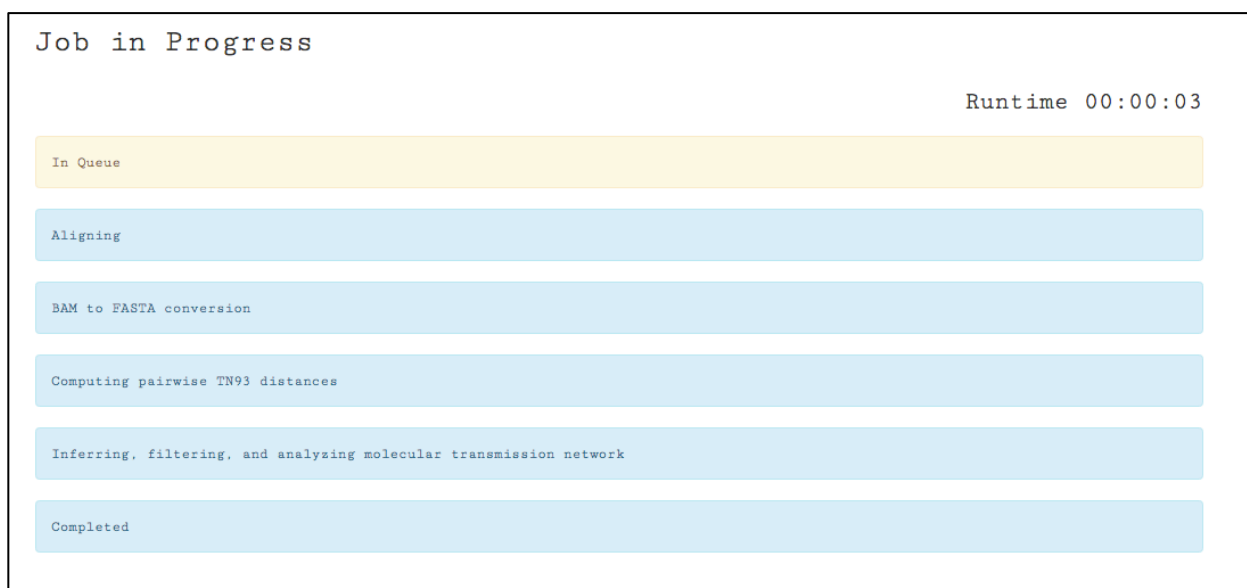 Job in Progress
Runtime 00:00:03
In Queue
Aligning
BAM to FASTA conversion
Computing pairwise TN93 distances
Inferring, filtering, and analyzing molecular transmission network
Completed